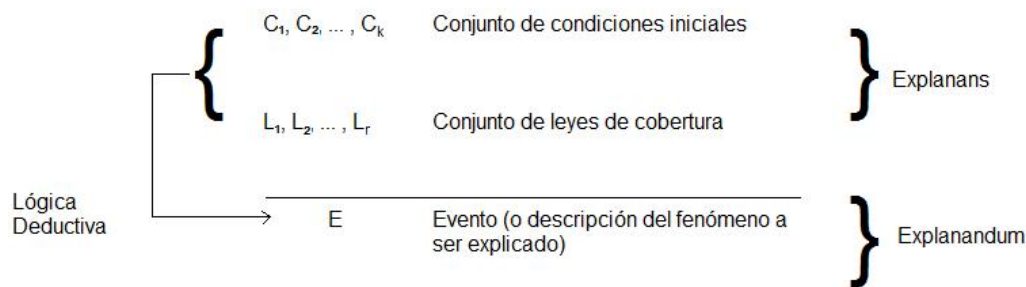 C₁, C₂, ... , Cₖ Conjunto de condiciones iniciales
Explanans
L₁, L₂, ... , Lᵣ Conjunto de leyes de cobertura
Lógica
Deductiva
E Evento (o descripción del fenómeno a
ser explicado)
Explanandum